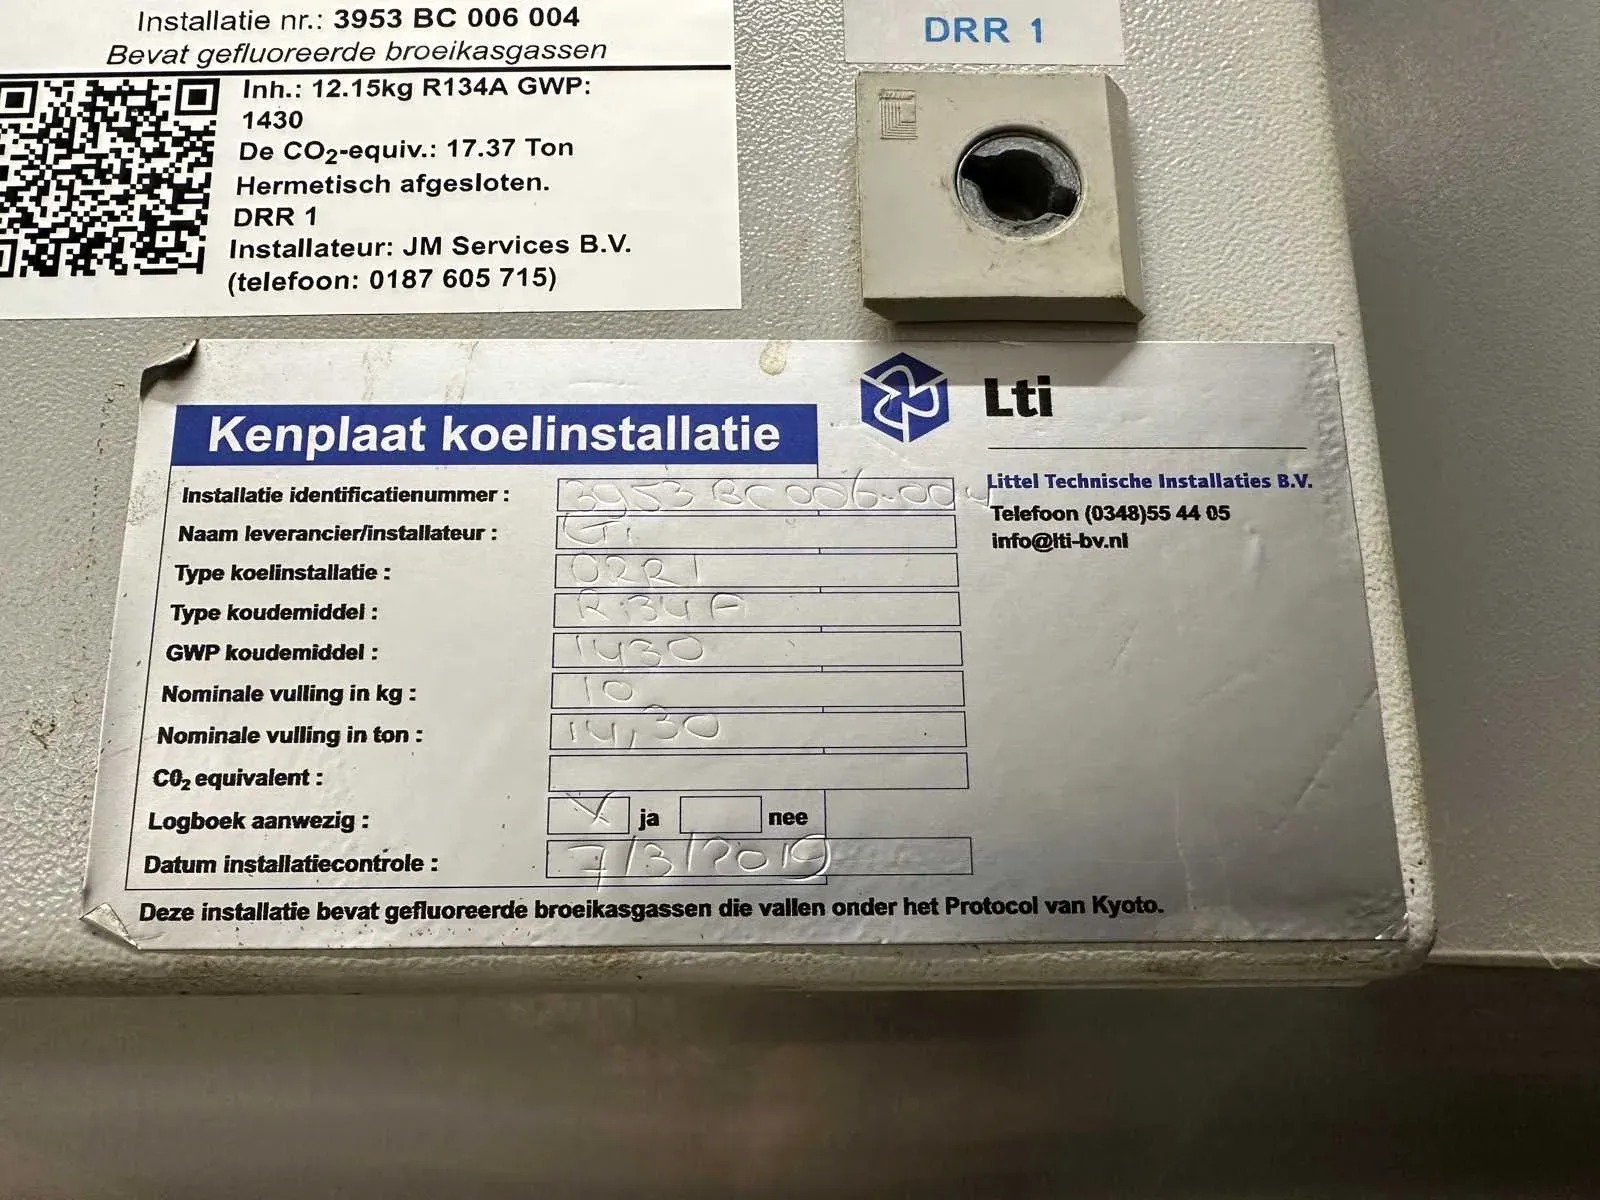 Installatie nr.: 3953 BC 006 004
Bevat gefluoreerde broeikasgassen
Inh.: 12.15kg R134A GWP:
1430
De CO₂-equiv.: 17.37 Ton
Hermetisch afgesloten.
DRR 1
Installateur: JM Services B.V.
(telefoon: 0187 605 715)
DRR 1
Kenplaat koelinstallatie
Lti
Littel Technische Installaties B.V.
Telefoon (0348)55 44 05
info@lti-bv.nl
Installatie identificatienummer : 3953 BC 006-004
Naam leverancier/installateur : LTi
Type koelinstallatie : DRR1
Type koudemiddel : R134A
GWP koudemiddel : 1430
Nominale vulling in kg : 10
Nominale vulling in ton : 14,30
C0₂ equivalent :
Logboek aanwezig : X ja nee
Datum installatiecontrole : 7/3/2019
Deze installatie bevat gefluoreerde broeikasgassen die vallen onder het Protocol van Kyoto.